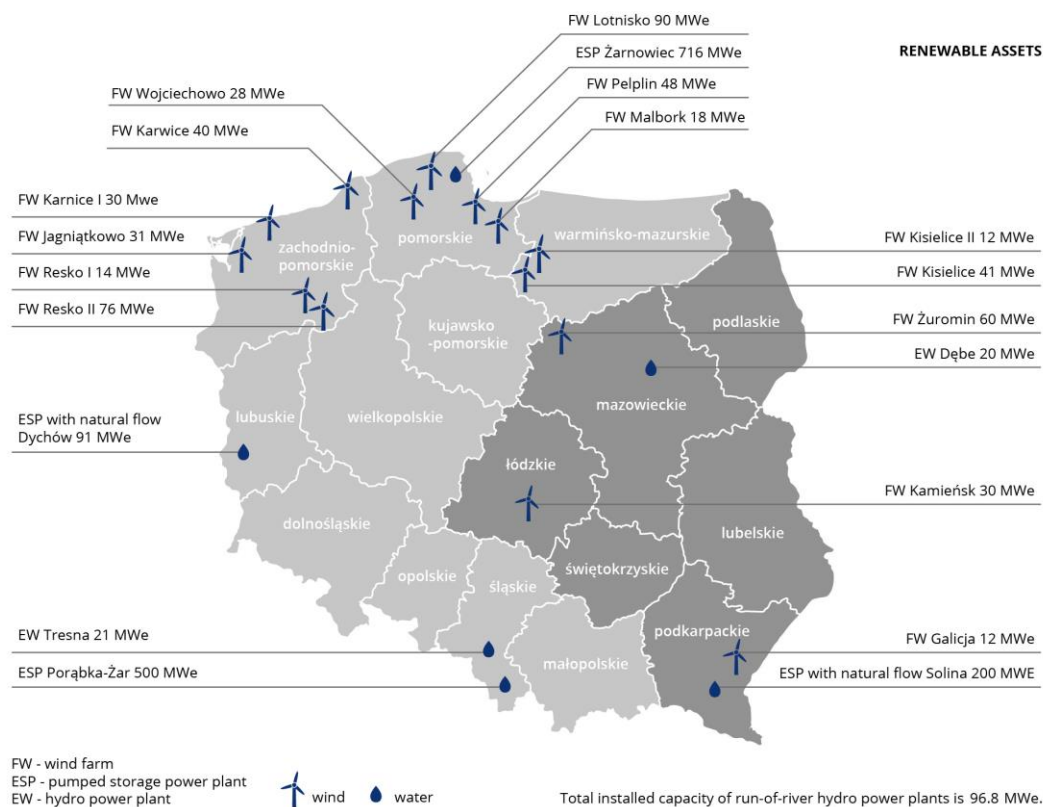 FW Lotnisko 90 MWe
ESP Żarnowiec 716 MWe
RENEWABLE ASSETS
FW Pelplin 48 MWe
FW Wojciechowo 28 MWe
FW Malbork 18 MWe
FW Karwice 40 MWe
FW Karnice I 30 Mwe
FW Jagniątkowo 31 MWe
FW Resko I 14 MWe
FW Resko II 76 MWe
zachodnio-
pomorskie
pomorskie
warmińsko-mazurskie
FW Kisielice II 12 MWe
FW Kisielice 41 MWe
kujawsko
-pomorskie
podlaskie
FW Żuromin 60 MWe
EW Dębe 20 MWe
mazowieckie
lubuskie
wielkopolskie
ESP with natural flow
Dychów 91 MWe
łódzkie
FW Kamieńsk 30 MWe
dolnośląskie
lubelskie
opolskie
śląskie
świętokrzyskie
EW Tresna 21 MWe
ESP Porąbka-Żar 500 MWe
małopolskie
podkarpackie
FW Galicja 12 MWe
ESP with natural flow Solina 200 MWE
FW - wind farm
ESP - pumped storage power plant
EW - hydro power plant
wind
water
Total installed capacity of run-of-river hydro power plants is 96.8 MWe.